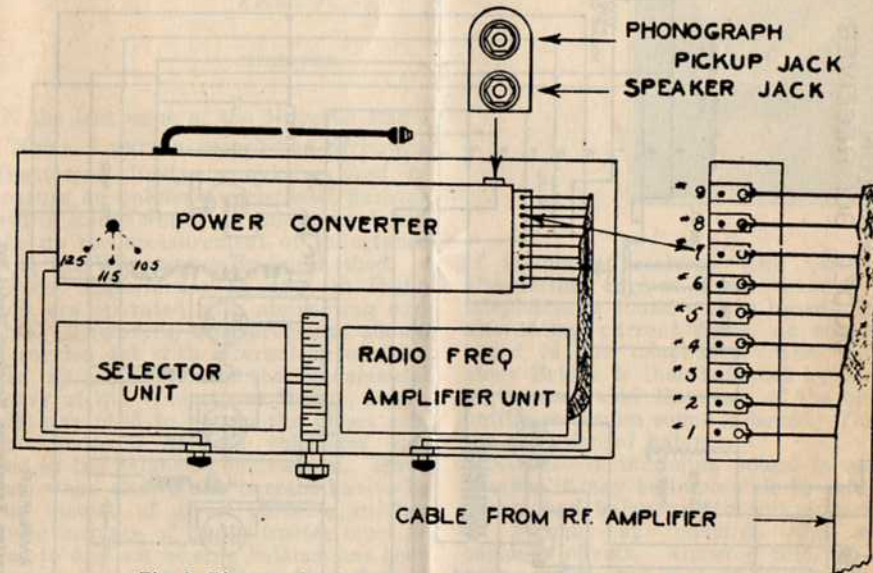 PHONOGRAPH
PICKUP JACK
SPEAKER JACK
POWER CONVERTER
125
115
105
SELECTOR
UNIT
RADIO FREQ
AMPLIFIER UNIT
#9
#8
#7
#6
#5
#4
#3
#2
#1
CABLE FROM R.F. AMPLIFIER